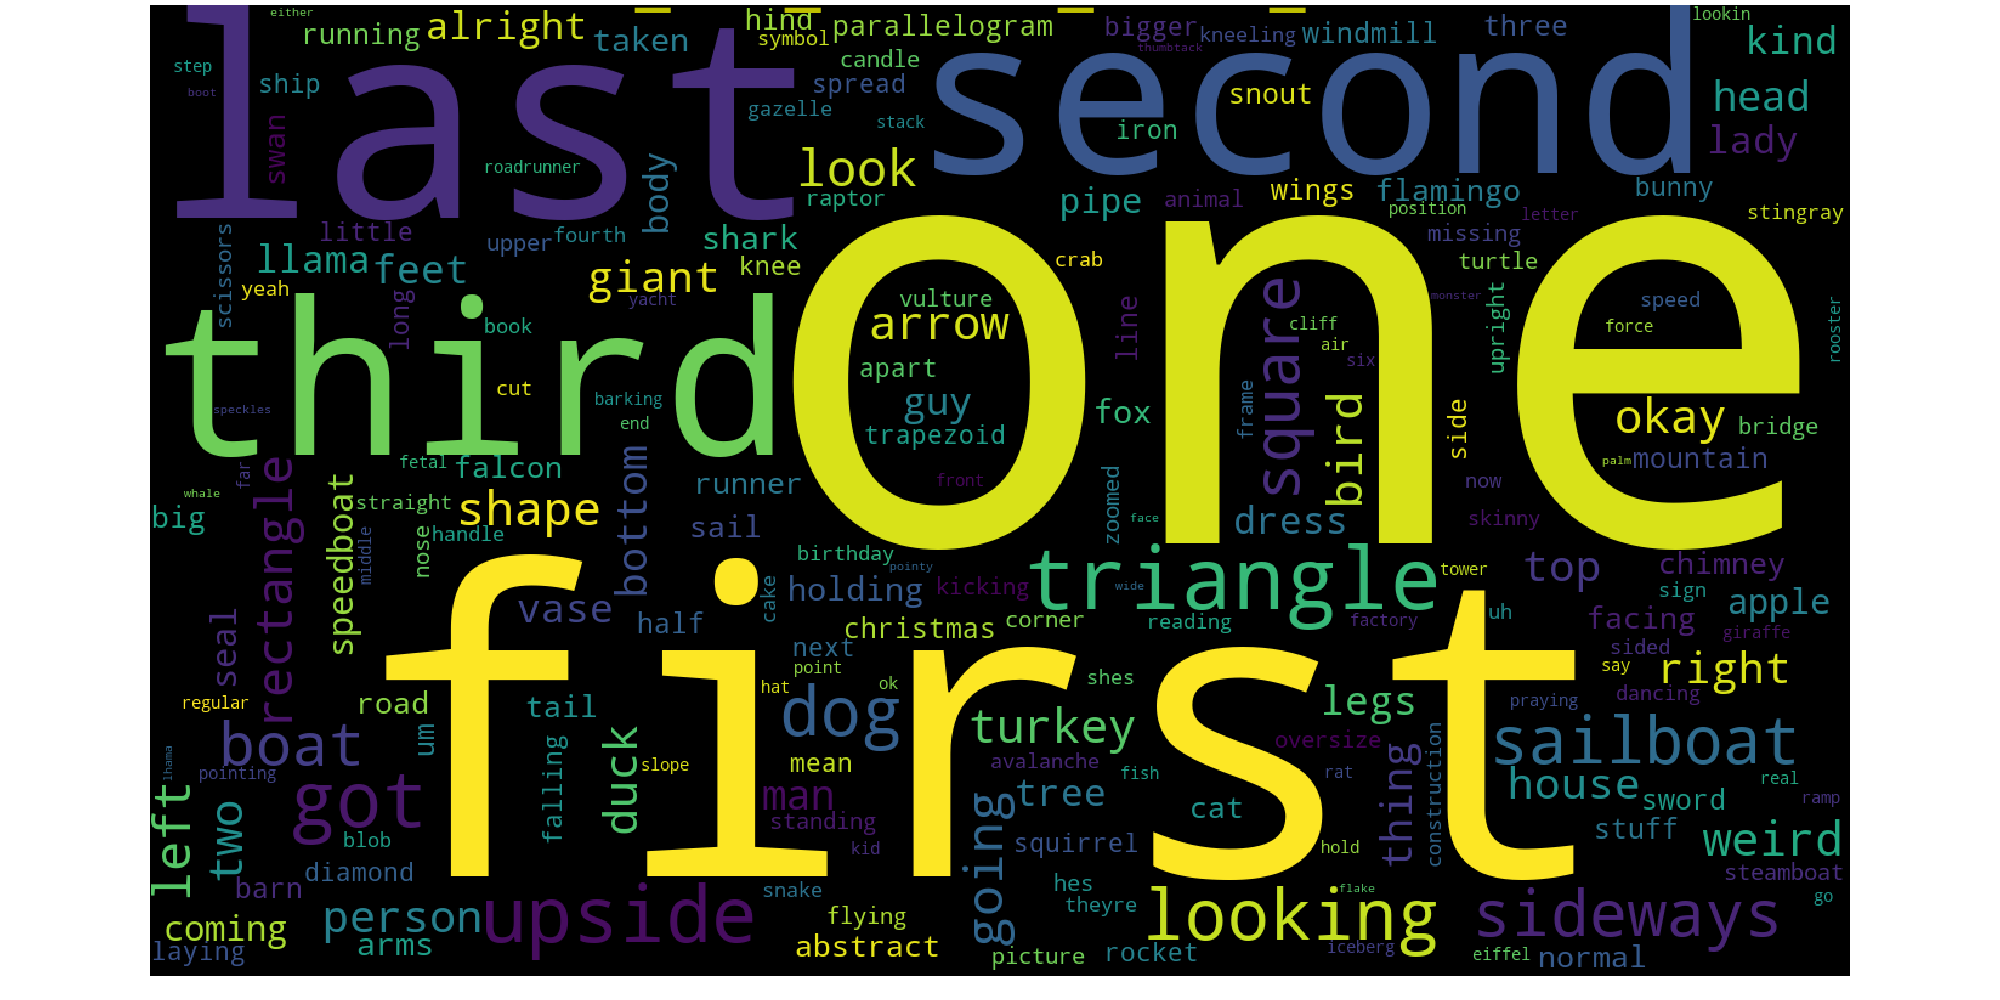 either
running
alright
taken
hind
symbol
parallelogram
bigger
thumbtack
kneeling
windmill
three
lookin
kind
step
boot
ship
last
candle
spread
second
snout
head
gazelle
stack
iron
lady
swan
roadrunner
body
look
raptor
pipe
animal
wings
flamingo
position
letter
bunny
stingray
scissors
little
upper
fourth
shark
knee
one
crab
missing
turtle
llama
feet
giant
yeah
long
yacht
vulture
line
square
monster
upright
speed
rooster
third
book
arrow
cliff
air
force
six
apart
cut
barking
end
speckles
guy
trapezoid
fox
frame
bird
side
okay
bridge
far
rectangle
fetal
falcon
bottom
runner
front
zoomed
now
palm
mountain
whale
big
speedboat
straight
shape
sail
face
dress
skinny
middle
nose
handle
birthday
pointy
triangle
tower
top
chimney
first
vase
cake
holding
kicking
wide
sign
apple
seal
half
christmas
corner
reading
factory
uh
facing
giraffe
next
point
sided
say
right
regular
road
tail
hat
ok
shes
legs
praying
dancing
boat
um
falling
duck
slope
dog
turkey
oversize
construction
sailboat
lhama
pointing
got
mean
avalanche
fish
rat
thing
house
real
left
two
man
going
tree
cat
sword
ramp
blob
standing
kid
squirrel
hold
stuff
weird
diamond
barn
snake
hes
theyre
flake
steamboat
go
coming
person
upside
flying
looking
sideways
laying
arms
abstract
picture
rocket
iceberg
eiffel
normal